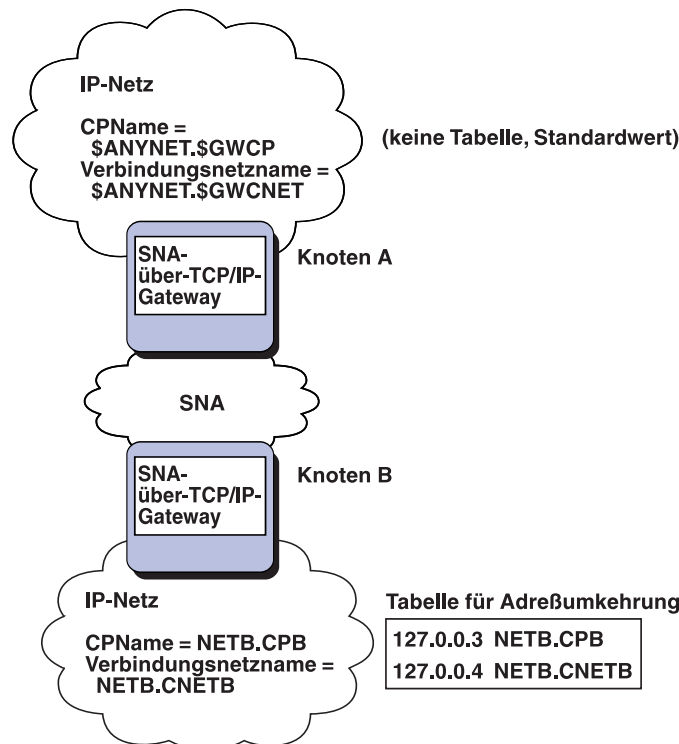 IP-Netz
CPName =
$ANYNET.$GWCP
Verbindungsnetzname =
$ANYNET.$GWCNET
(keine Tabelle, Standardwert)
SNA-
über-TCP/IP-
Gateway
Knoten A
SNA
SNA-
über-TCP/IP-
Gateway
Knoten B
IP-Netz
CPName = NETB.CPB
Verbindungsnetzname =
NETB.CNETB
Tabelle für Adreßumkehrung
127.0.0.3 NETB.CPB
127.0.0.4 NETB.CNETB